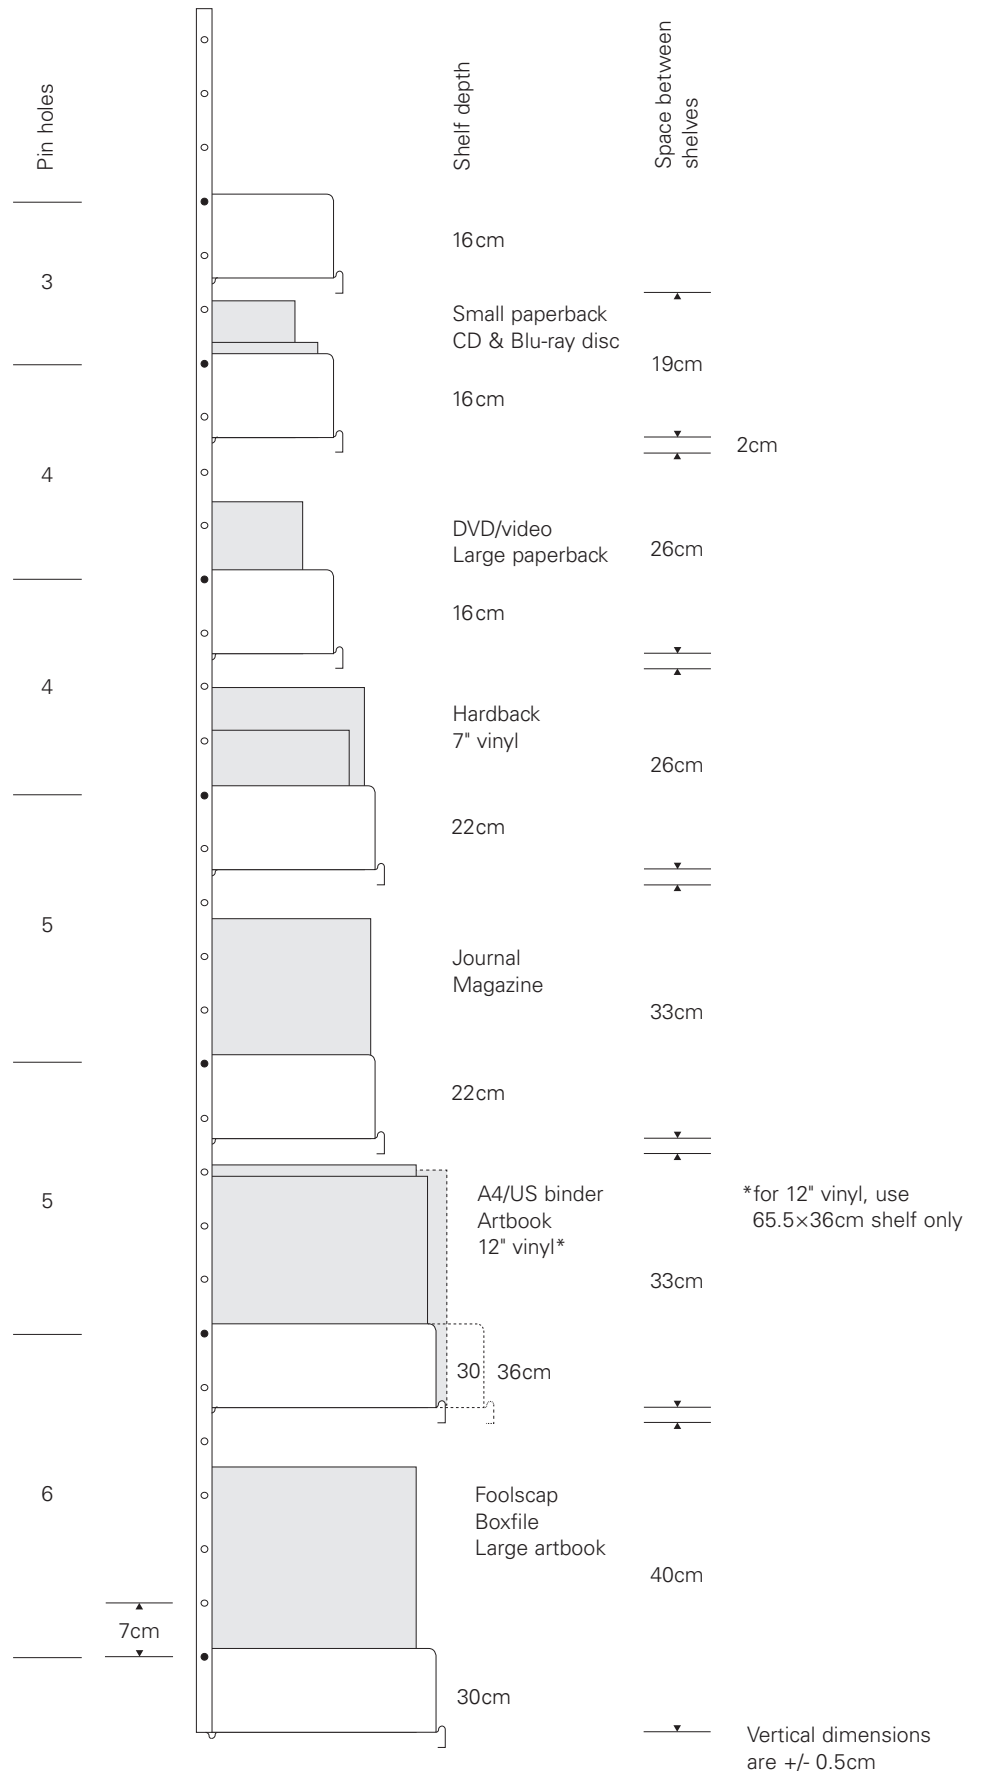 Pin holes
Shelf depth
Space between
shelves
16cm
3
Small paperback
CD & Blu-ray disc
19cm
16cm
2cm
4
DVD/video
Large paperback
26cm
16cm
4
Hardback
7" vinyl
26cm
22cm
5
Journal
Magazine
33cm
22cm
5
A4/US binder
Artbook
12" vinyl*
*for 12" vinyl, use
65.5×36cm shelf only
33cm
30
36cm
6
Foolscap
Boxfile
Large artbook
40cm
7cm
30cm
Vertical dimensions
are +/- 0.5cm